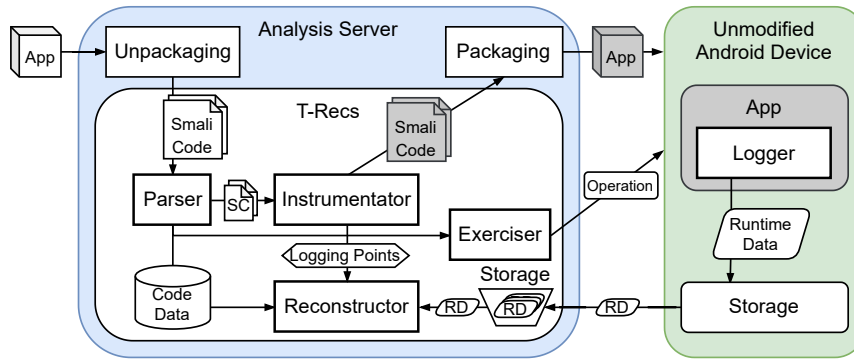 Analysis Server
Unmodified
Android Device
App
Unpackaging
Packaging
App
T-Recs
Smali
Code
Smali
Code
App
Logger
Parser
SC
Instrumentator
Operation
Exerciser
Runtime
Data
Logging Points
Storage
Code
Data
Reconstructor
RD
RD
RD
Storage